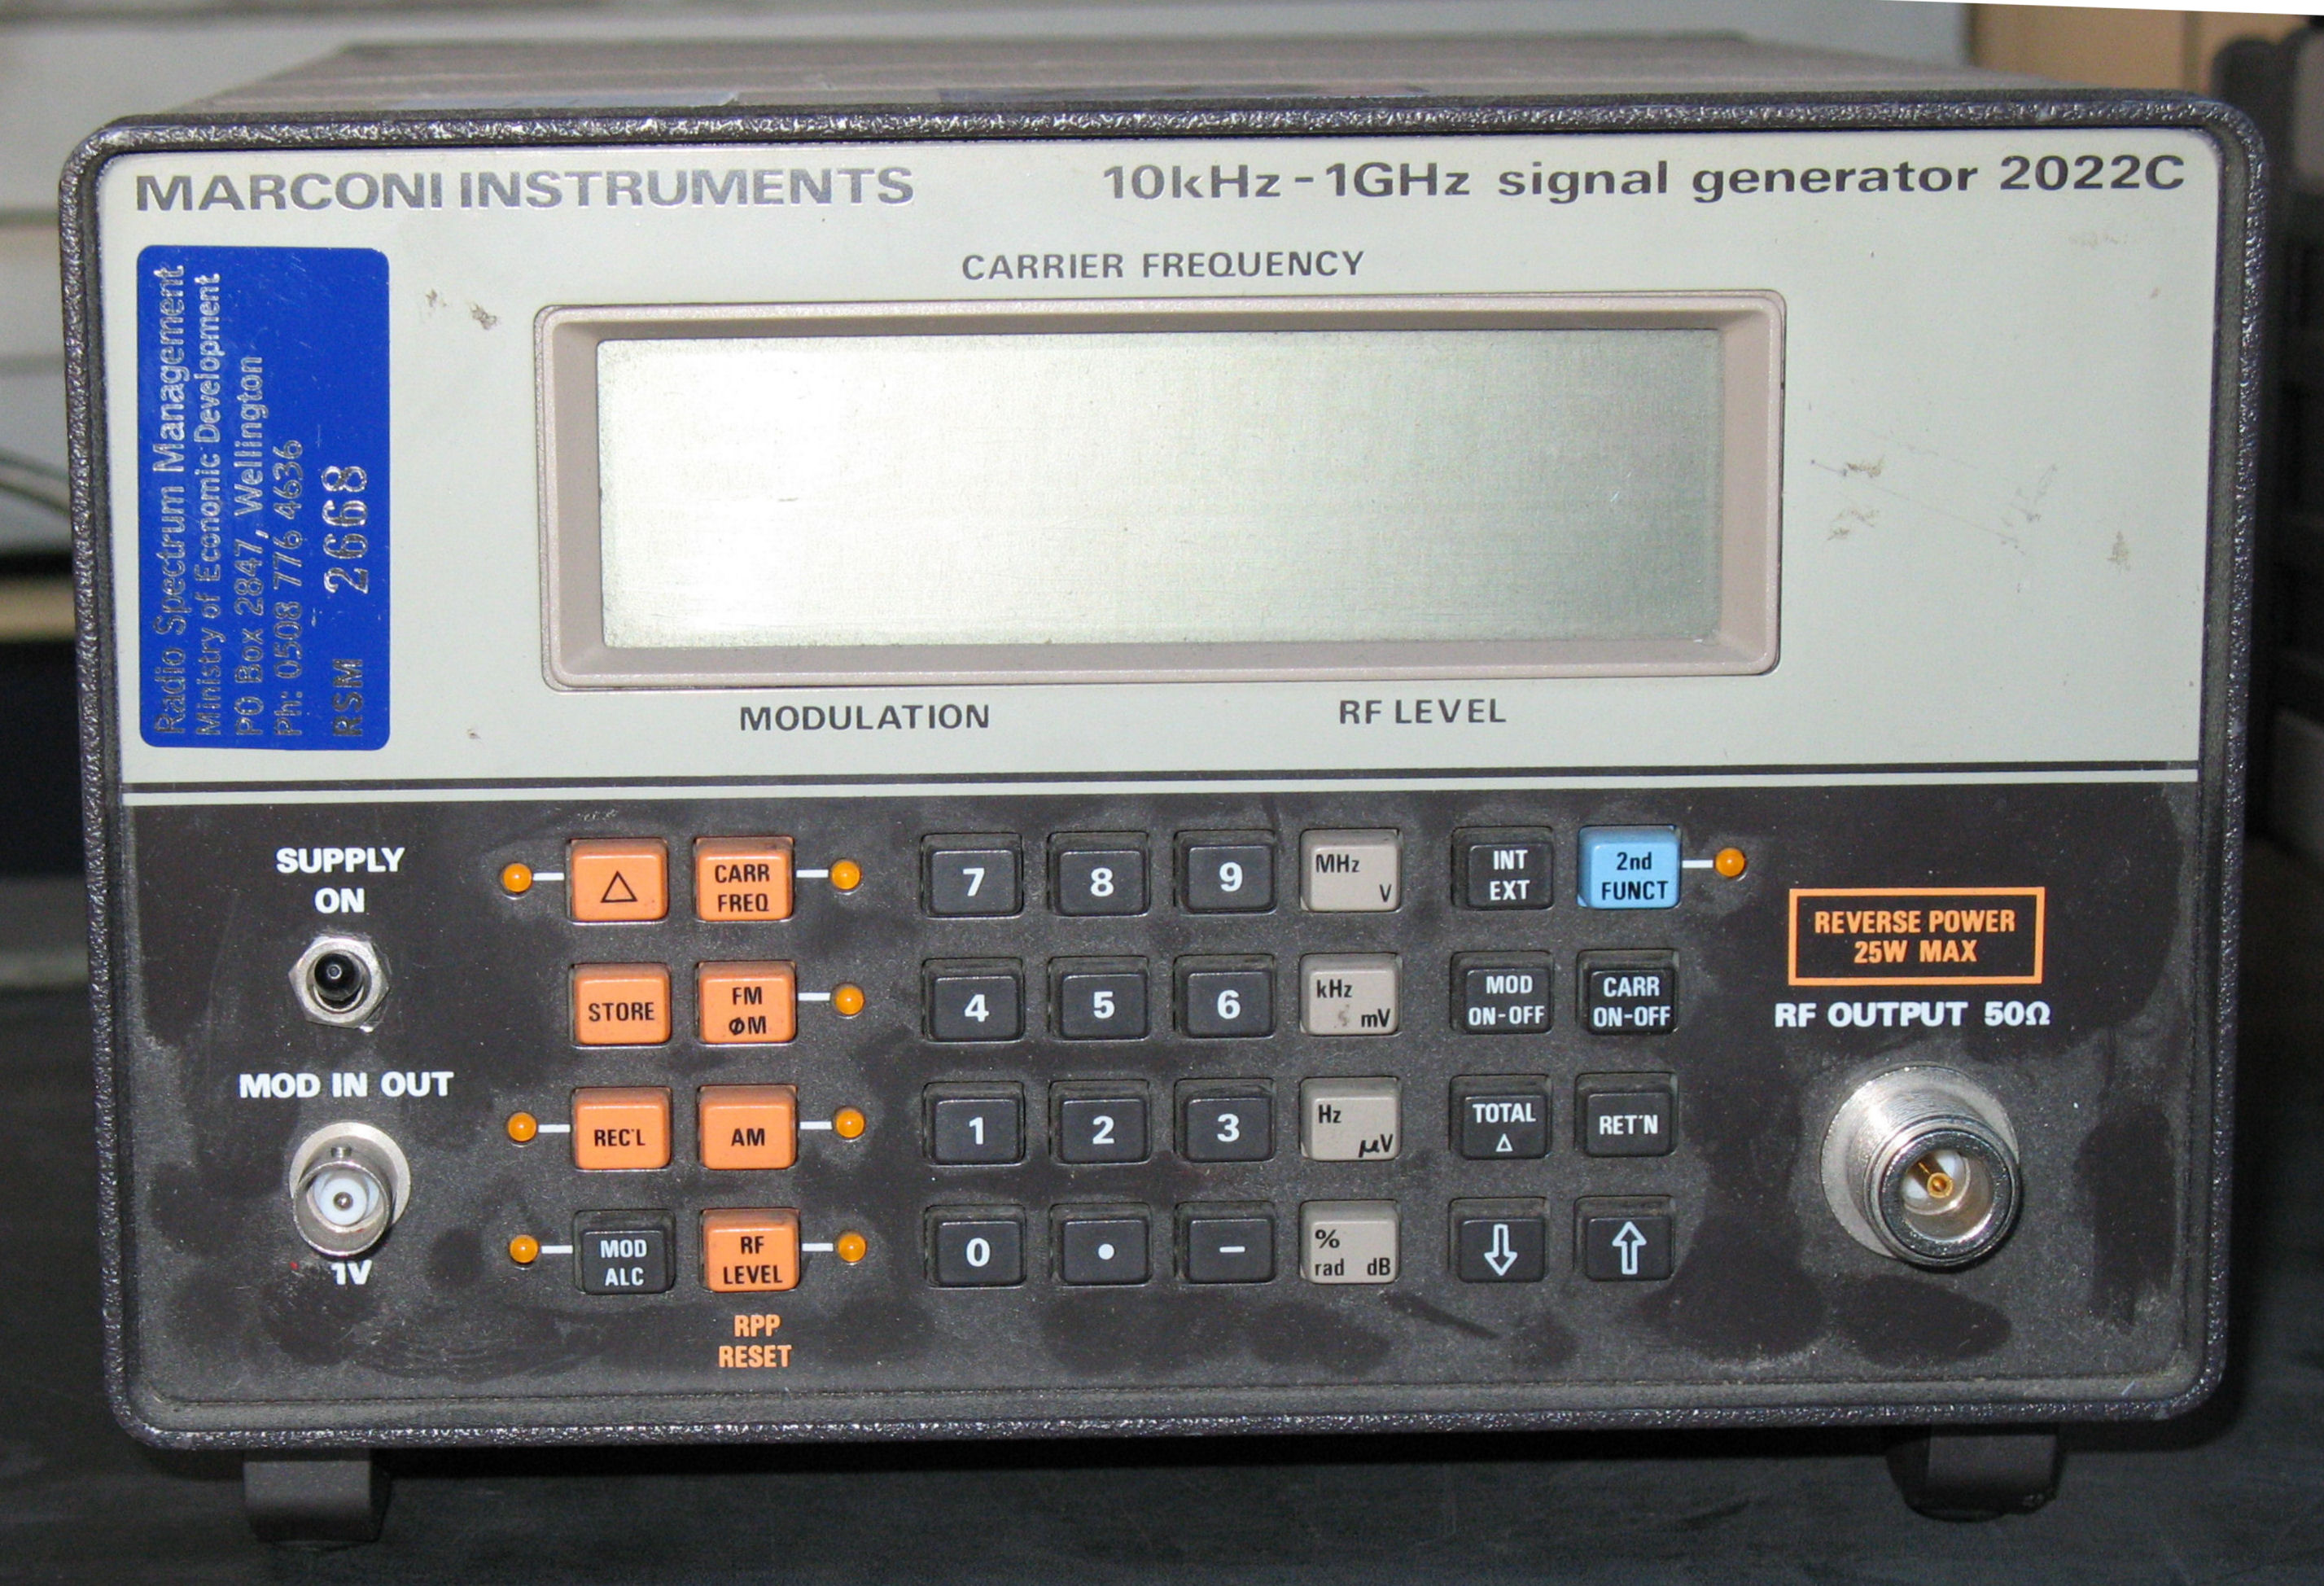 MARCONI INSTRUMENTS
10kHz-1GHz signal generator 2022C
CARRIER FREQUENCY
Radio Spectrum Management
Ministry of Economic Development
PO Box 2847, Wellington
Ph: 0508 776 4636
RSM 2668
MODULATION
RF LEVEL
SUPPLY
ON
MOD IN OUT
1V
△
CARR
FREQ
7
8
9
MHz
V
INT
EXT
2nd
FUNCT
STORE
FM
ΦM
4
5
6
kHz
mV
MOD
ON-OFF
CARR
ON-OFF
REC'L
AM
1
2
3
Hz
μV
TOTAL
△
RET'N
MOD
ALC
RF
LEVEL
0
•
–
%
rad dB
⇩
⇧
RPP
RESET
REVERSE POWER
25W MAX
RF OUTPUT 50Ω